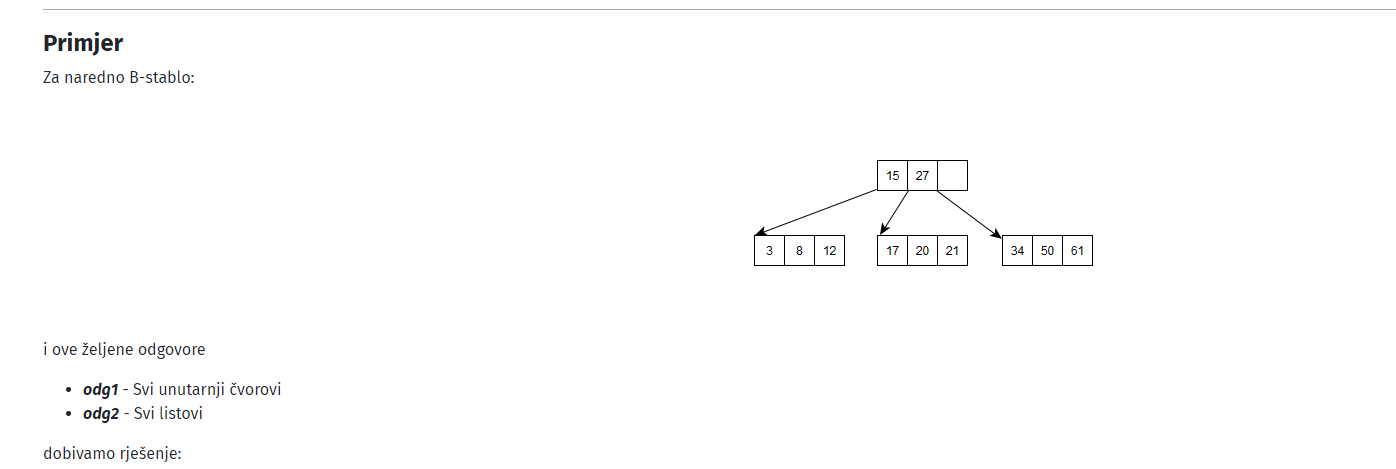 Primjer
Za naredno B-stablo:
15 27
3 8 12 17 20 21 34 50 61
i ove željene odgovore
• odg1 - Svi unutarnji čvorovi
• odg2 - Svi listovi
dobivamo rješenje: